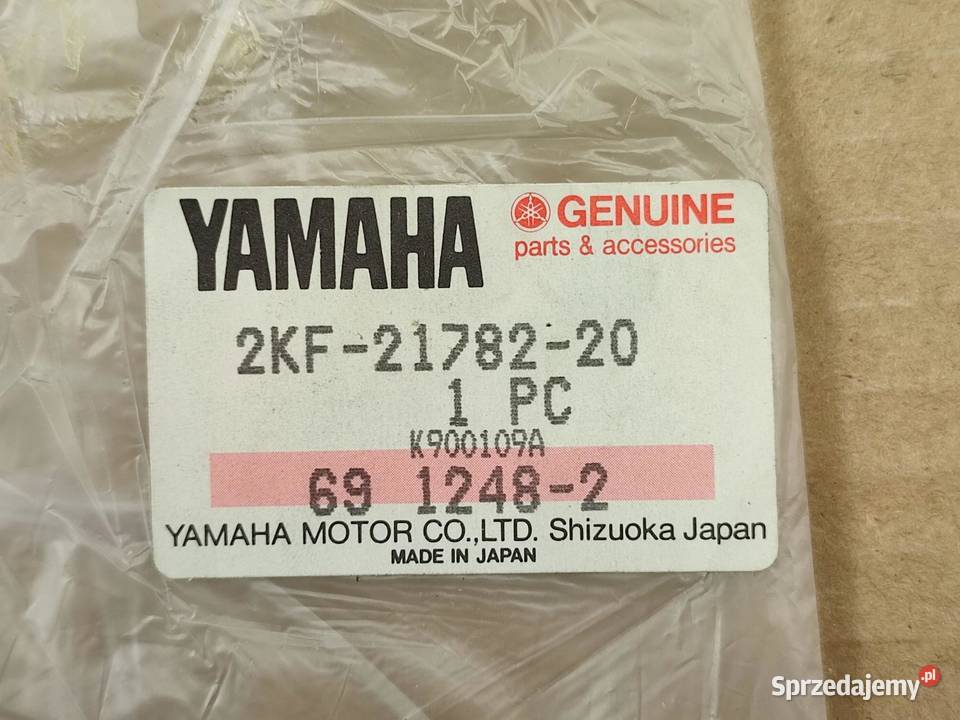 YAMAHA
GENUINE
parts & accessories
2KF-21782-20
1 PC
K900109A
69 1248-2
YAMAHA MOTOR CO.,LTD. Shizuoka Japan
MADE IN JAPAN
Sprzedajemy.pl